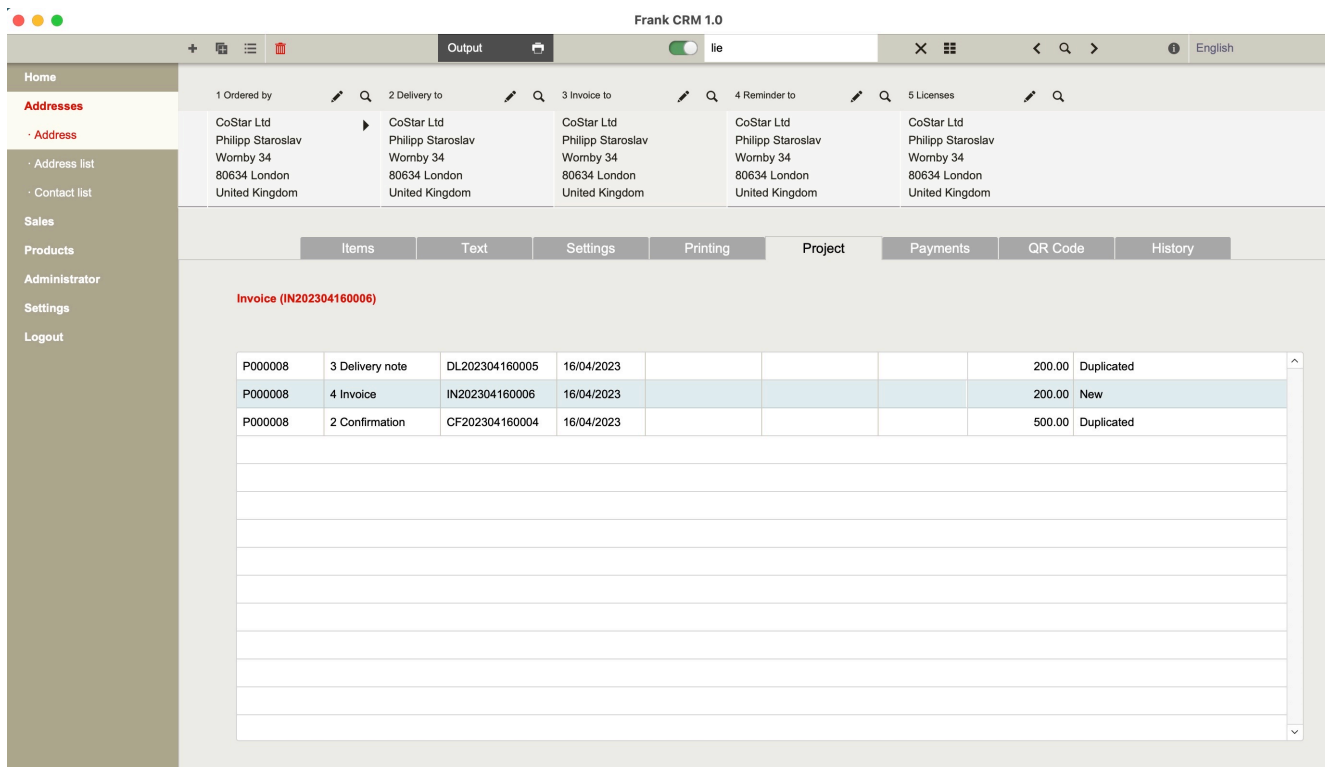 Frank CRM 1.0
Output
lie
English
Home
Addresses
· Address
· Address list
· Contact list
Sales
Products
Administrator
Settings
Logout
1 Ordered by
2 Delivery to
3 Invoice to
4 Reminder to
5 Licenses
CoStar Ltd
Philipp Staroslav
Wornby 34
80634 London
United Kingdom
CoStar Ltd
Philipp Staroslav
Wornby 34
80634 London
United Kingdom
CoStar Ltd
Philipp Staroslav
Wornby 34
80634 London
United Kingdom
CoStar Ltd
Philipp Staroslav
Wornby 34
80634 London
United Kingdom
CoStar Ltd
Philipp Staroslav
Wornby 34
80634 London
United Kingdom
Items Text Settings Printing Project Payments QR Code History
Invoice (IN202304160006)
P000008 3 Delivery note DL202304160005 16/04/2023 200.00 Duplicated
P000008 4 Invoice IN202304160006 16/04/2023 200.00 New
P000008 2 Confirmation CF202304160004 16/04/2023 500.00 Duplicated